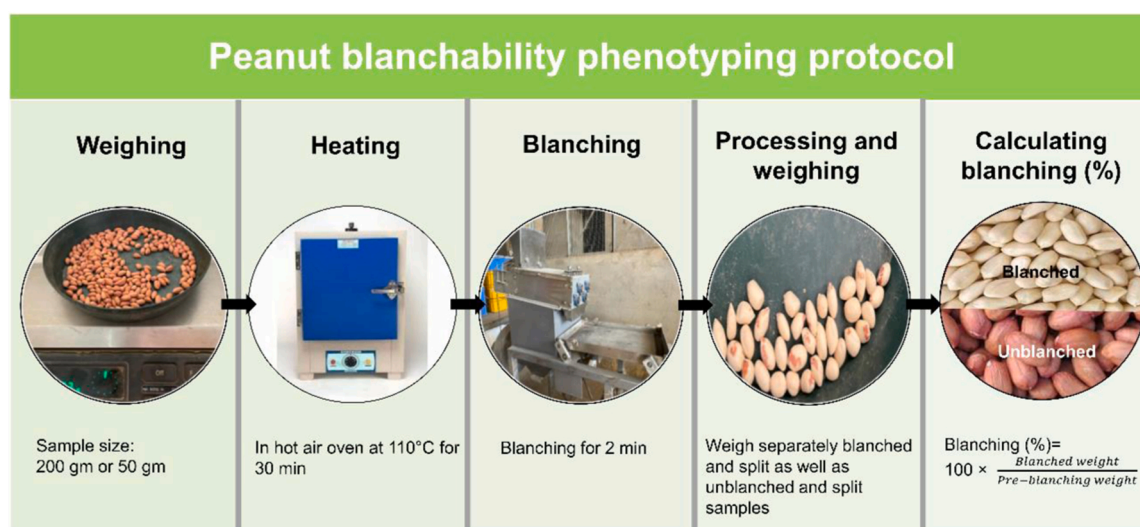 Peanut blanchability phenotyping protocol
Weighing
Sample size:
200 gm or 50 gm
Heating
In hot air oven at 110°C for
30 min
Blanching
Blanching for 2 min
Processing and
weighing
Weigh separately blanched
and split as well as
unblanched and split
samples
Calculating
blanching (%)
Blanched
Unblanched
Blanching (%)=
100 × Blanched weight
Pre−blanching weight